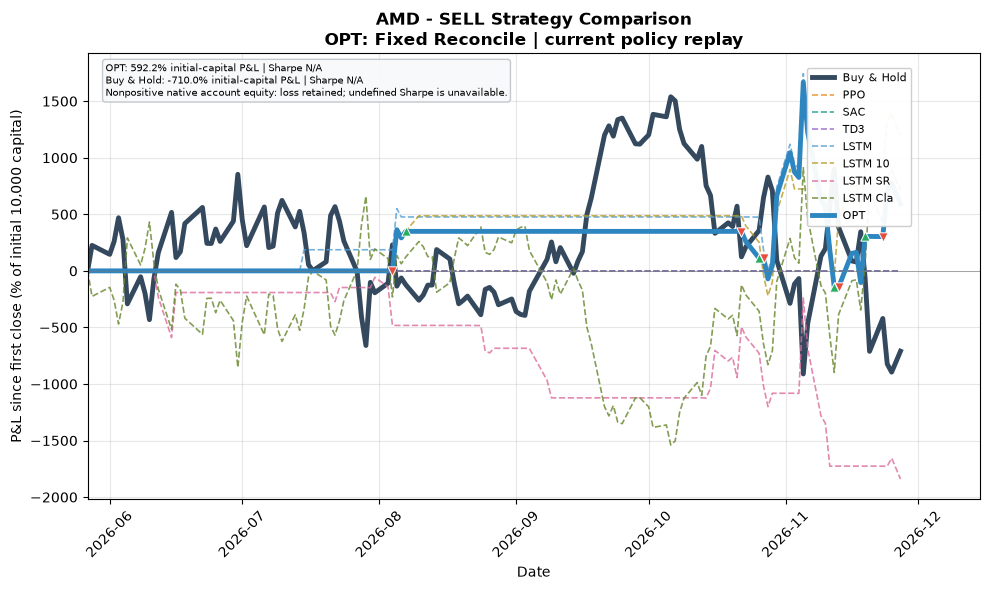 AMD - SELL Strategy Comparison
OPT: Fixed Reconcile | current policy replay
OPT: 592.2% initial-capital P&L | Sharpe N/A
Buy & Hold: -710.0% initial-capital P&L | Sharpe N/A
Nonpositive native account equity: loss retained; undefined Sharpe is unavailable.
Buy & Hold
PPO
SAC
TD3
LSTM
LSTM 10
LSTM SR
LSTM Cla
OPT
P&L since first close (% of initial 10,000 capital)
1500
1000
500
0
−500
−1000
−1500
−2000
2026-06
2026-07
2026-08
2026-09
2026-10
2026-11
2026-12
Date